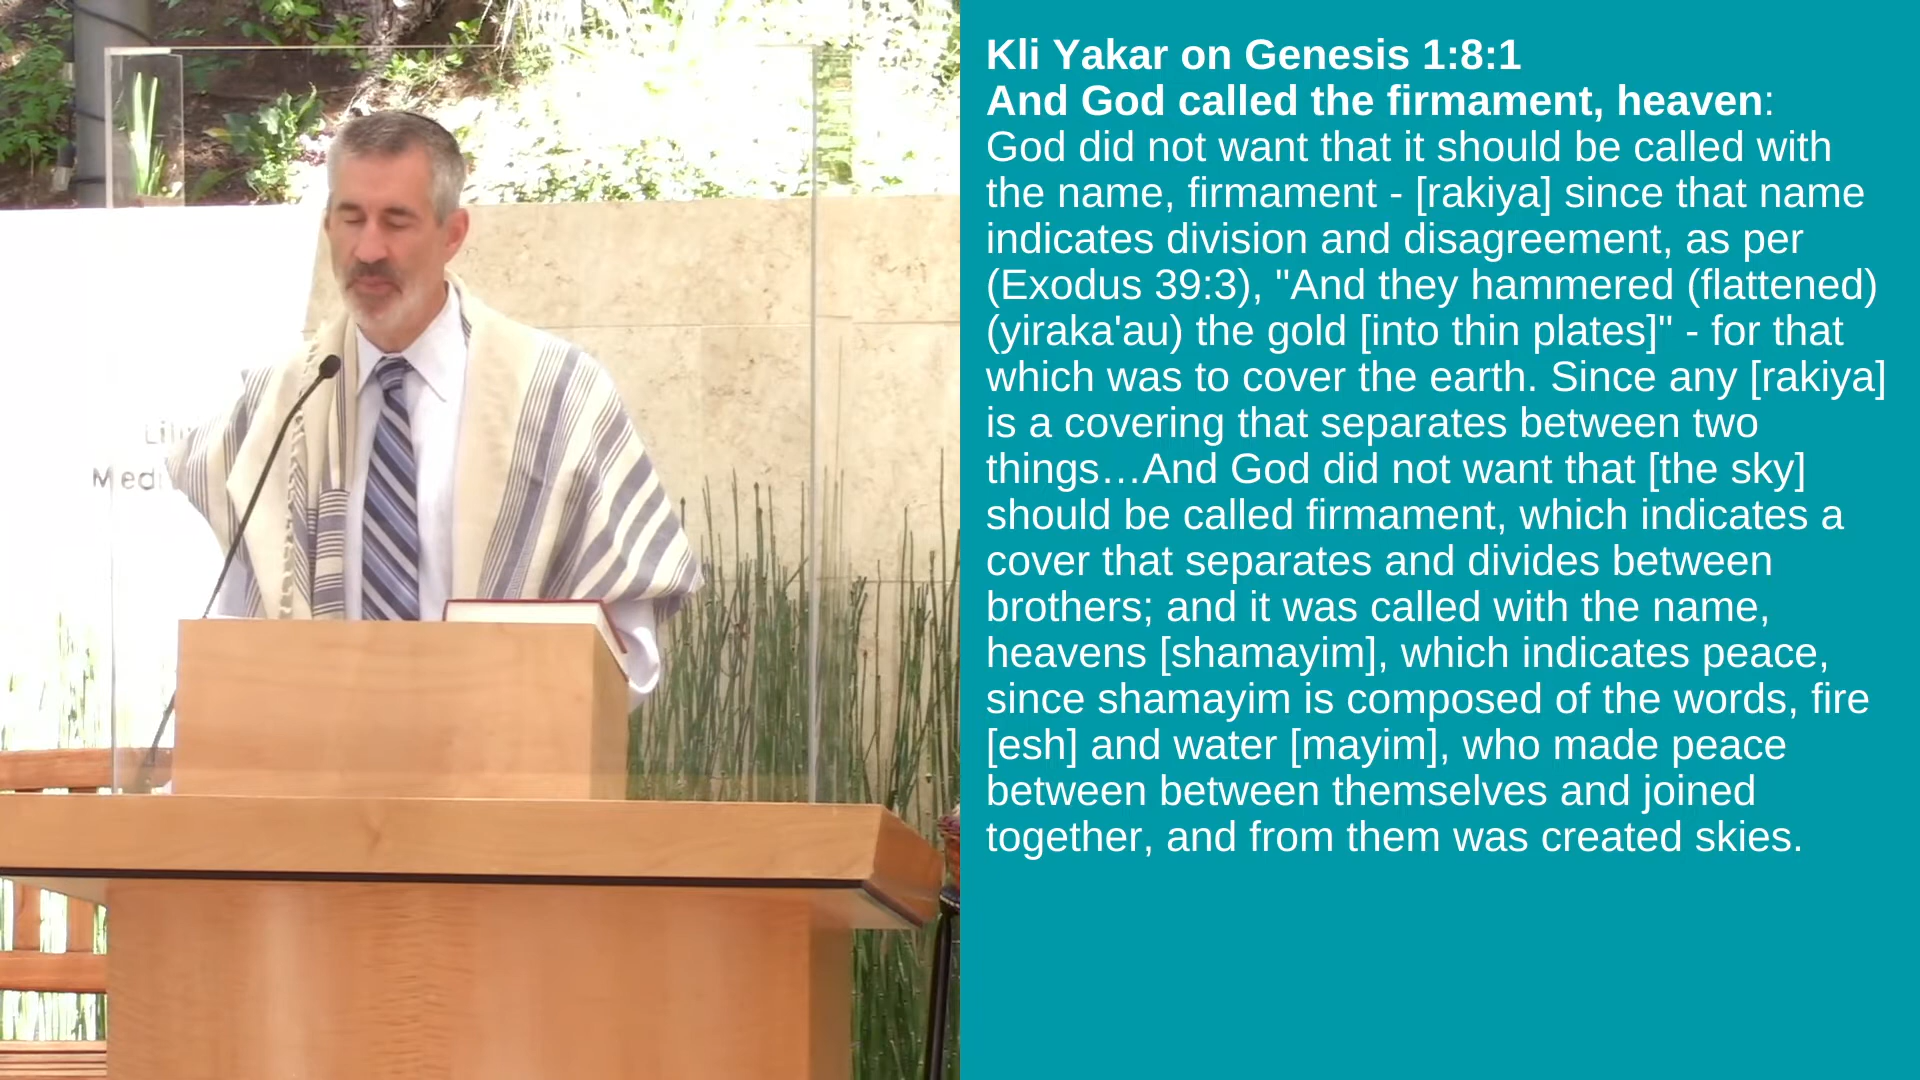 Kli Yakar on Genesis 1:8:1
And God called the firmament, heaven:
God did not want that it should be called with
the name, firmament - [rakiya] since that name
indicates division and disagreement, as per
(Exodus 39:3), "And they hammered (flattened)
(yiraka'au) the gold [into thin plates]" - for that
which was to cover the earth. Since any [rakiya]
is a covering that separates between two
things…And God did not want that [the sky]
should be called firmament, which indicates a
cover that separates and divides between
brothers; and it was called with the name,
heavens [shamayim], which indicates peace,
since shamayim is composed of the words, fire
[esh] and water [mayim], who made peace
between between themselves and joined
together, and from them was created skies.